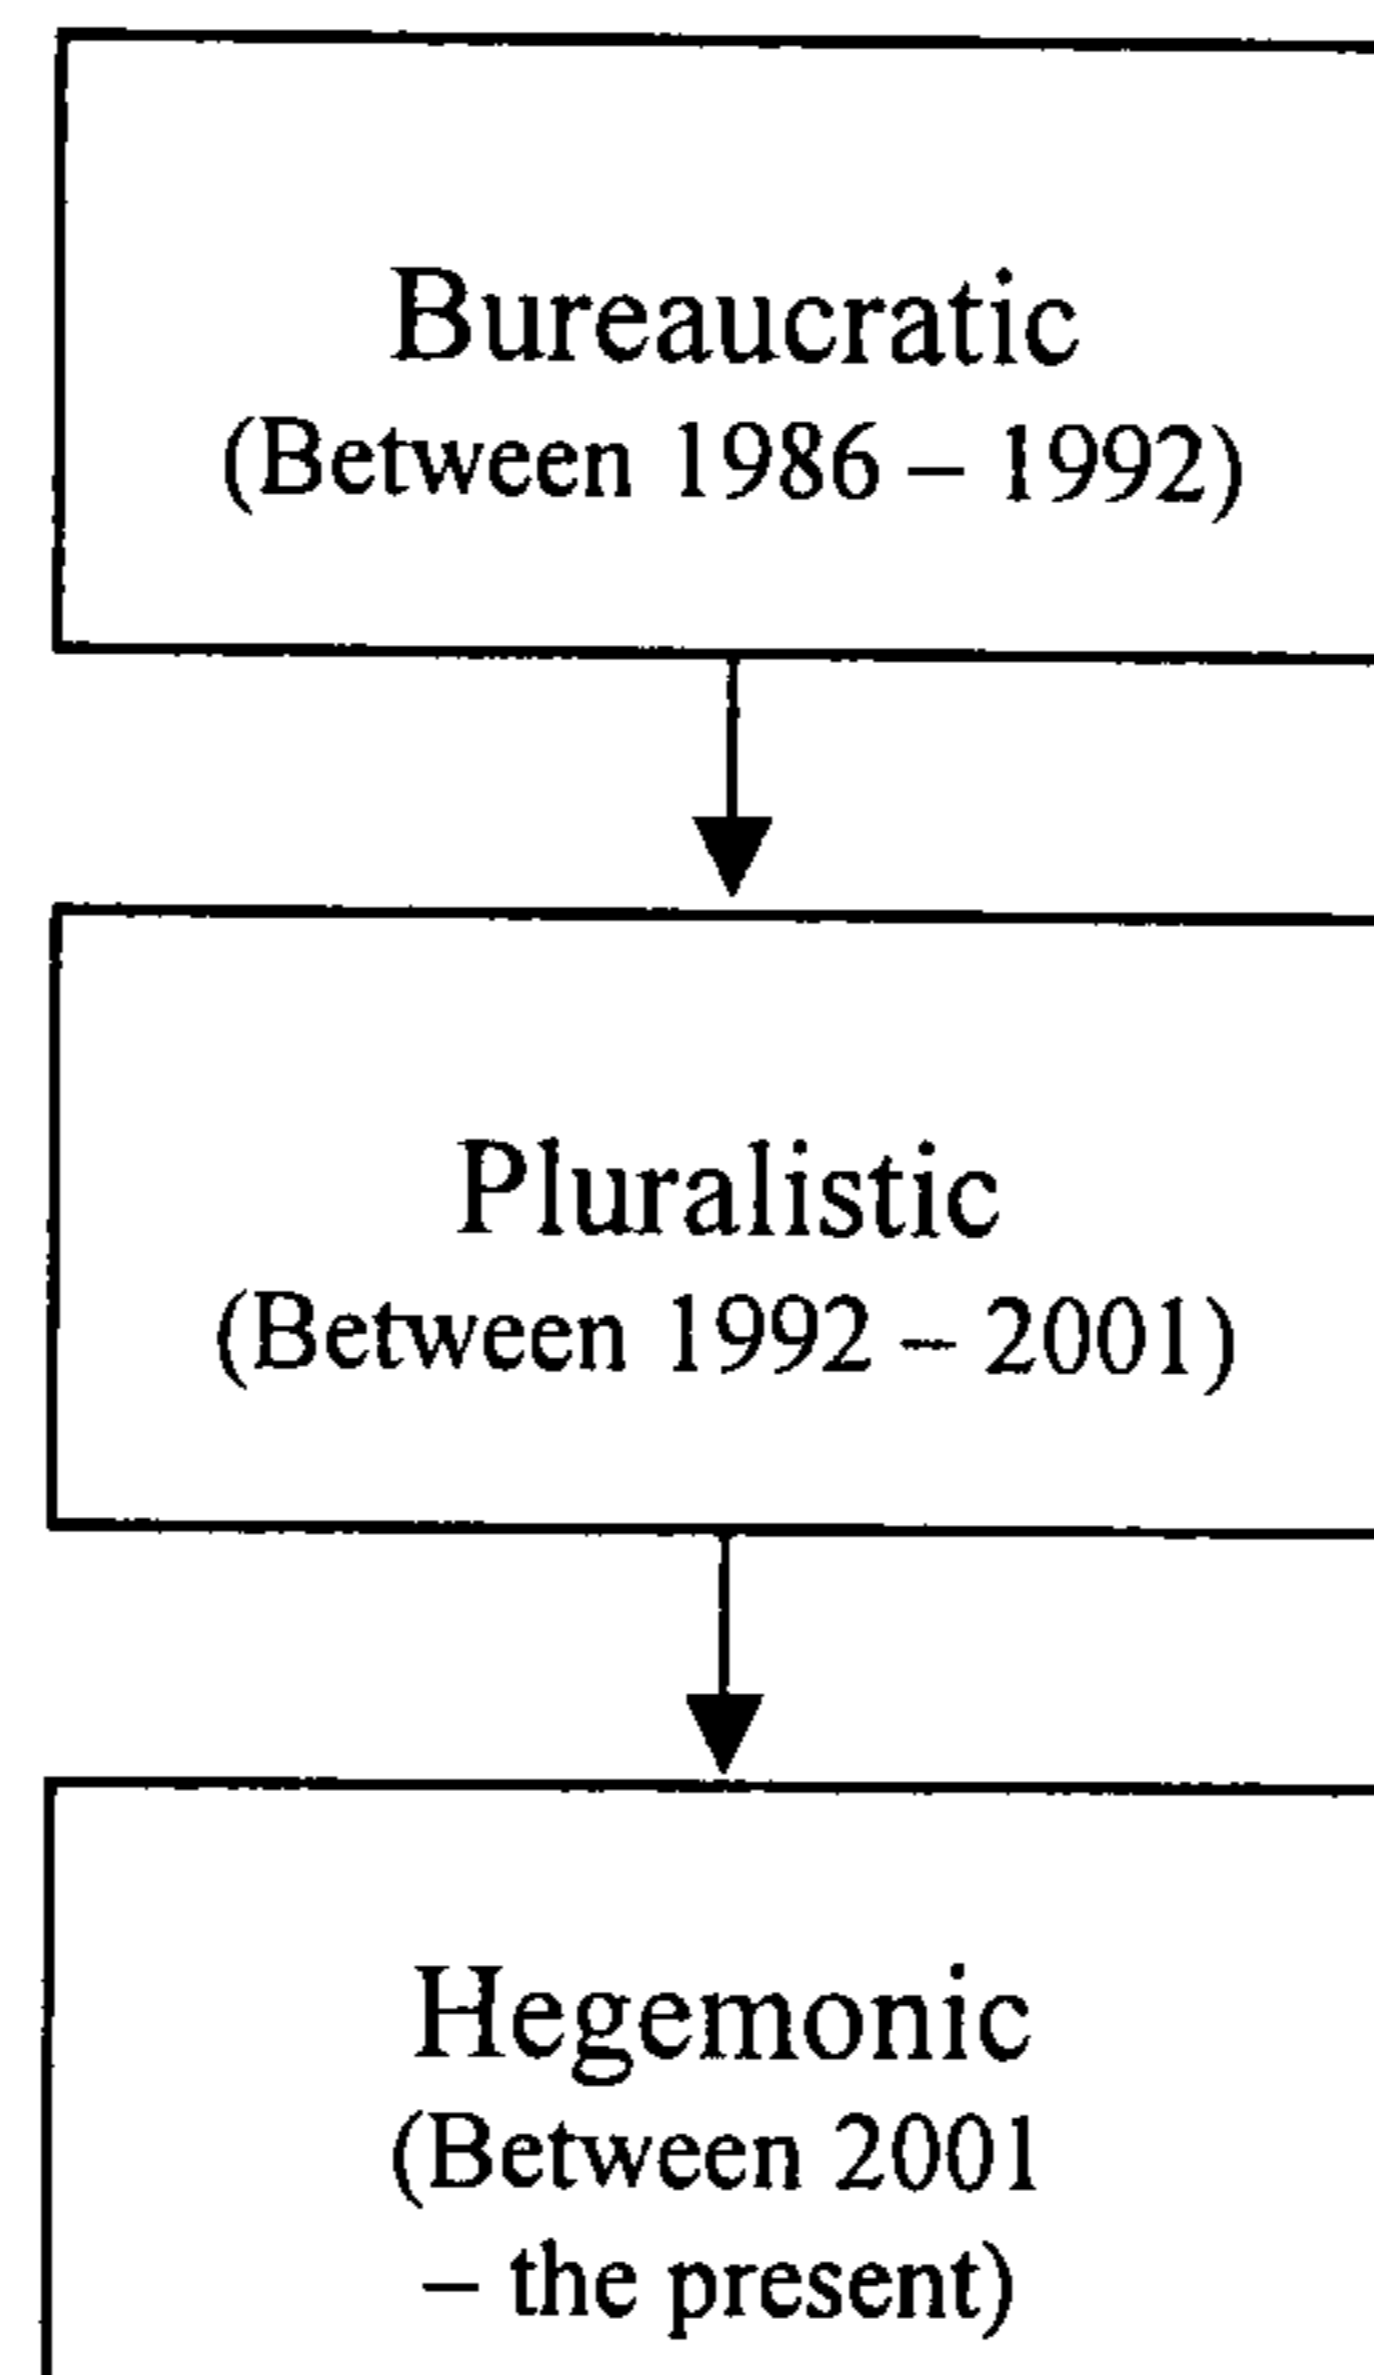 Bureaucratic
(Between 1986 – 1992)
Pluralistic
(Between 1992 – 2001)
Hegemonic
(Between 2001
– the present)